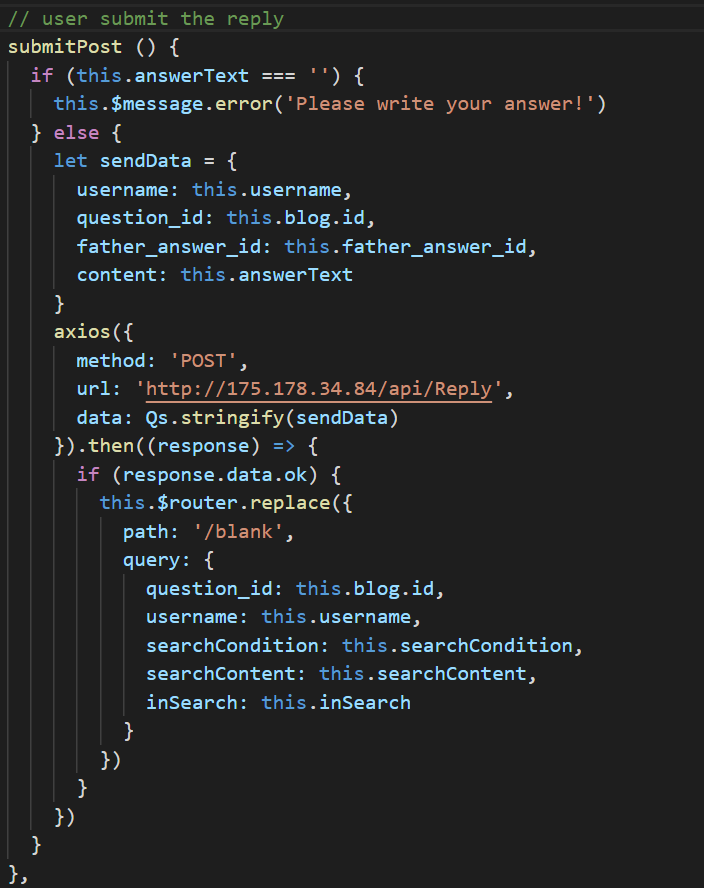 // user submit the reply
submitPost () {
  if (this.answerText === '') {
    this.$message.error('Please write your answer!')
  } else {
    let sendData = {
      username: this.username,
      question_id: this.blog.id,
      father_answer_id: this.father_answer_id,
      content: this.answerText
    }
    axios({
      method: 'POST',
      url: 'http://175.178.34.84/api/Reply',
      data: Qs.stringify(sendData)
    }).then((response) => {
      if (response.data.ok) {
        this.$router.replace({
          path: '/blank',
          query: {
            question_id: this.blog.id,
            username: this.username,
            searchCondition: this.searchCondition,
            searchContent: this.searchContent,
            inSearch: this.inSearch
          }
        })
      }
    })
  }
},